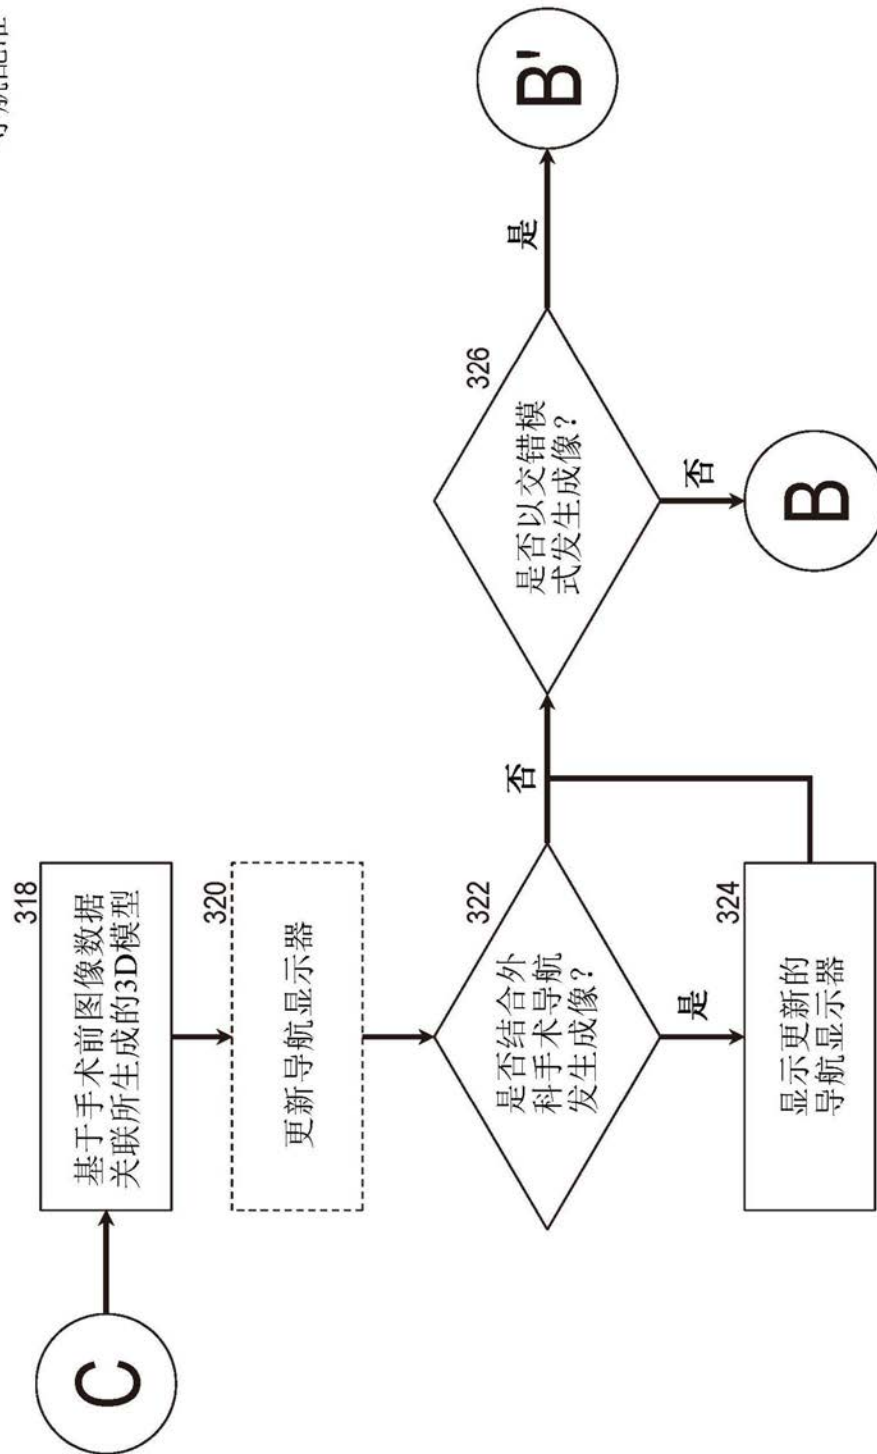 C
318
基于手术前图像数据
关联所生成的3D模型
320
更新导航显示器
322
是否结合外
科手术导航
发生成像？
否
是
324
显示更新的
导航显示器
326
是否以交错模
式发生成像？
是
B'
否
B